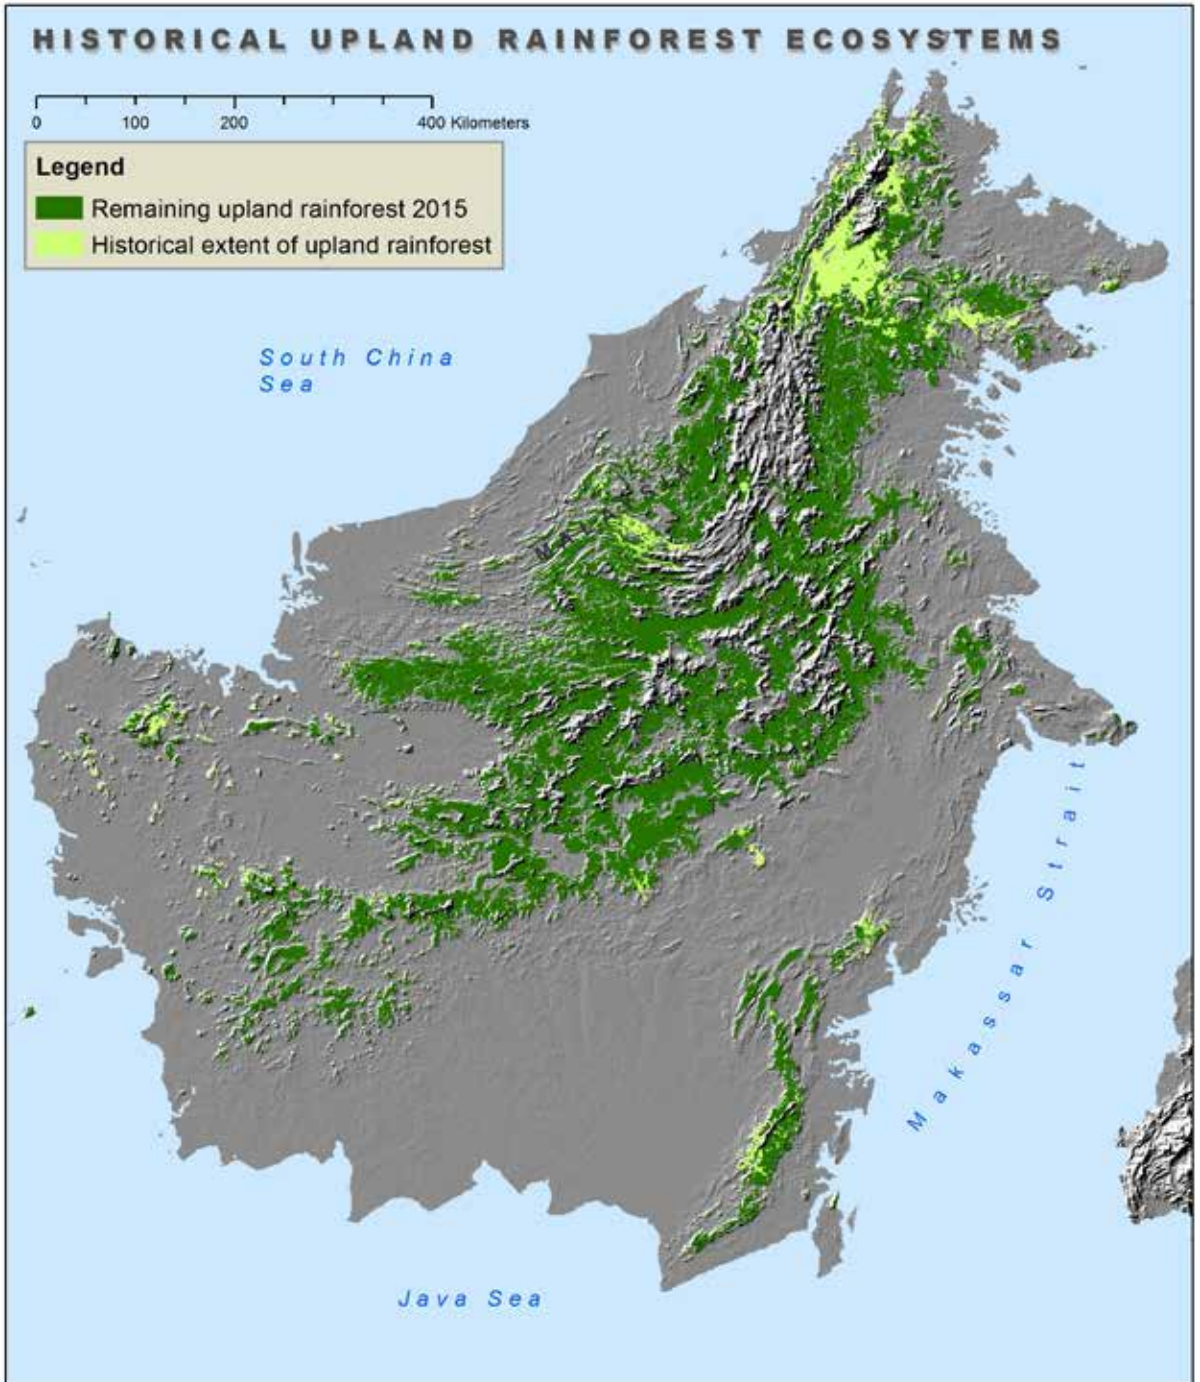 HISTORICAL UPLAND RAINFOREST ECOSYSTEMS
0 100 200 400 Kilometers
Legend
Remaining upland rainforest 2015
Historical extent of upland rainforest
South China
Sea
Makassar Strait
Java Sea